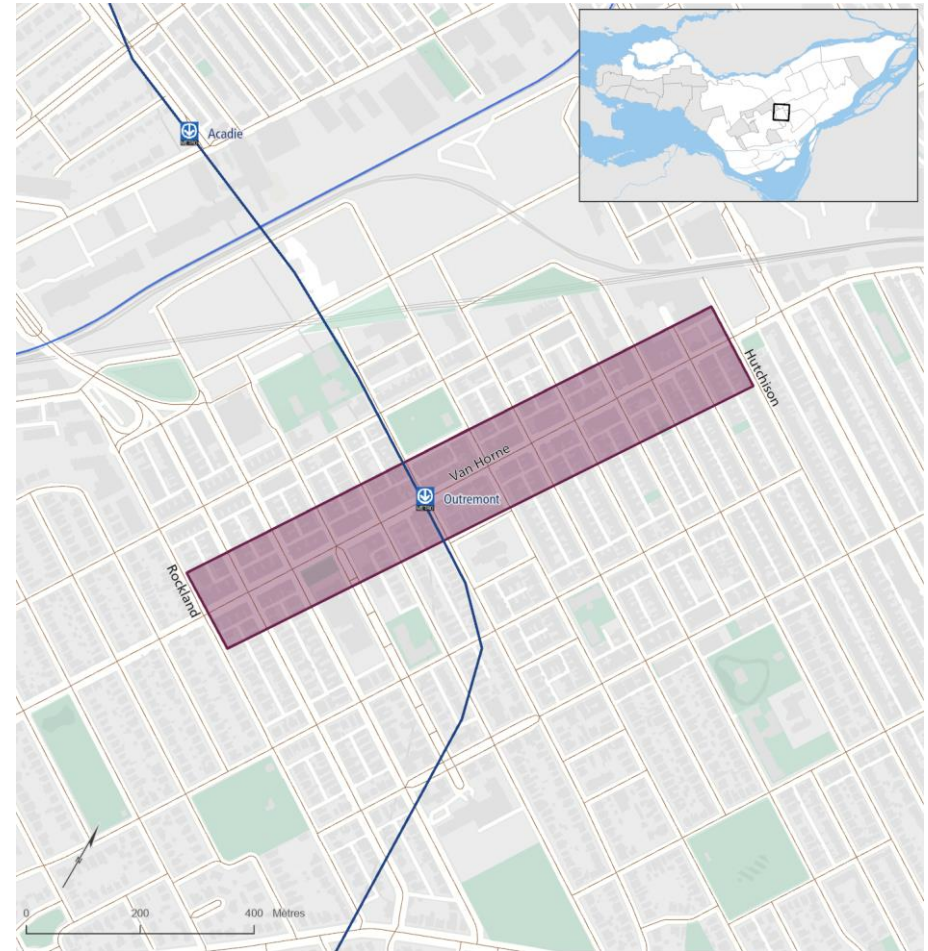 Acadie
Hutchison
Van Horne
Outremont
Rockland
0 200 400 Mètres